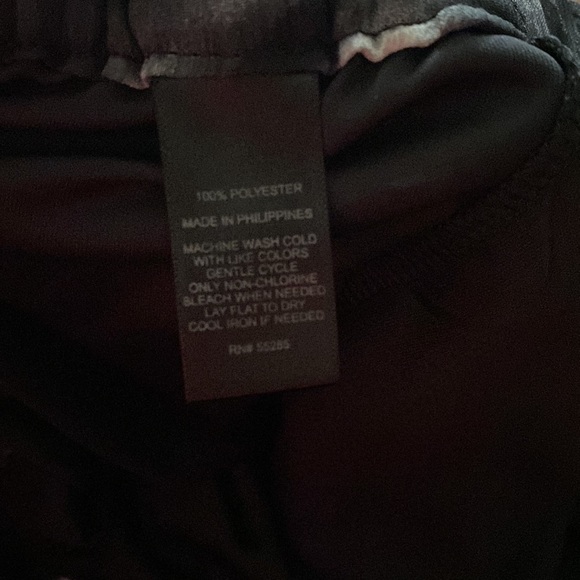 100% POLYESTER
MADE IN PHILIPPINES
MACHINE WASH COLD
WITH LIKE COLORS
GENTLE CYCLE
ONLY NON-CHLORINE
BLEACH WHEN NEEDED
LAY FLAT TO DRY
COOL IRON IF NEEDED
RN# 55285